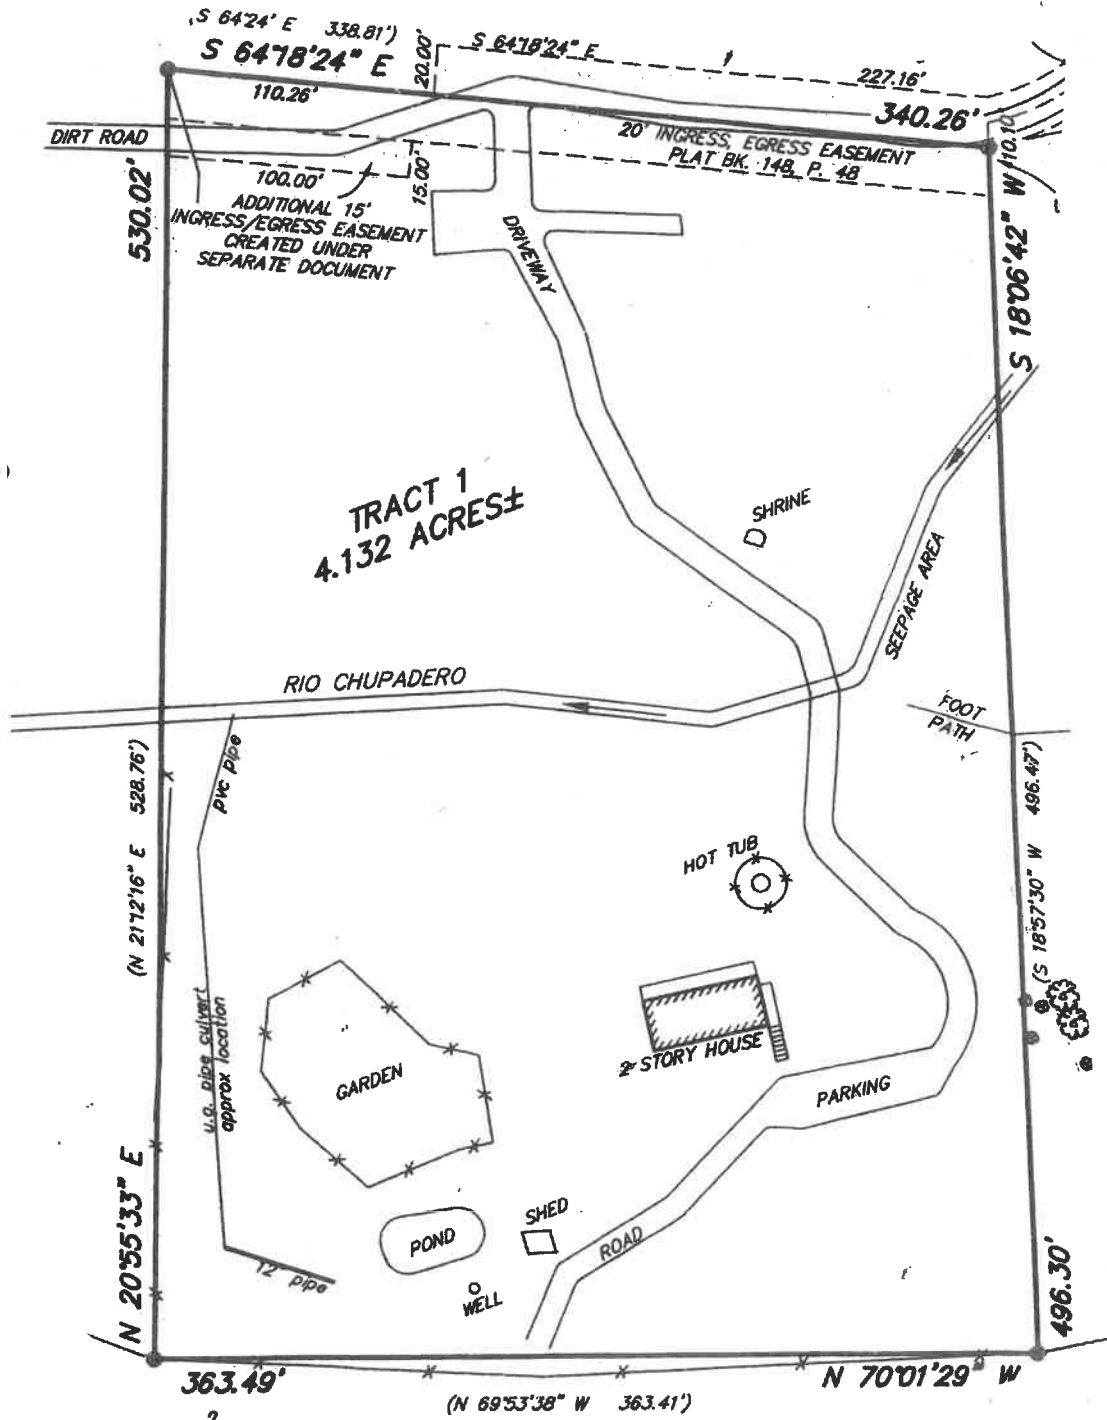 S 64°24' E 338.81')
S 64°18'24" E
110.26'
20.00'
S 64°18'24" E
227.16'
340.26'
DIRT ROAD
20' INGRESS, EGRESS EASEMENT
PLAT BK. 148, P. 48
10.10
100.00'
15.00'
ADDITIONAL 15'
INGRESS/EGRESS EASEMENT
CREATED UNDER
SEPARATE DOCUMENT
530.02'
DRIVEWAY
S 18°06'42" W
TRACT 1
4.132 ACRES±
SHRINE
SEEPAGE AREA
RIO CHUPADERO
FOOT
PATH
pvc pipe
(N 21°12'16" E 528.76')
(S 18°57'30" W 496.47')
HOT TUB
u.g. pipe culvert
approx location
GARDEN
2-STORY HOUSE
PARKING
N 20°55'33" E
POND
SHED
ROAD
12" pipe
WELL
496.30'
363.49'
N 70°01'29" W
(N 69°53'38" W 363.41')